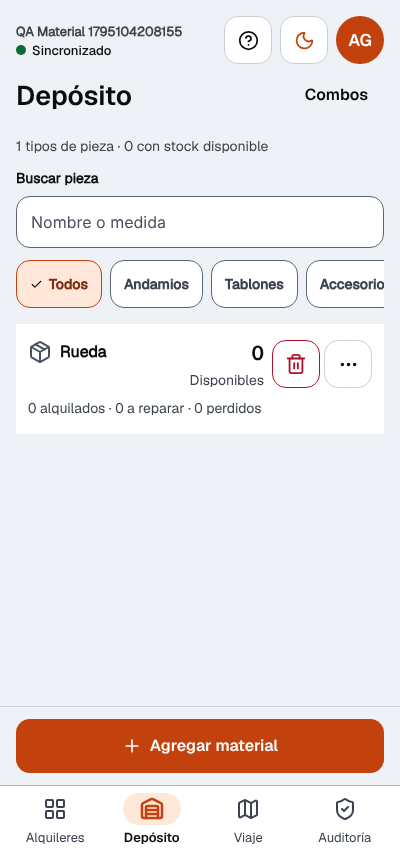 QA Material 1795104208155
Sincronizado
AG
Depósito
Combos
1 tipos de pieza · 0 con stock disponible
Buscar pieza
Nombre o medida
Todos
Andamios
Tablones
Accesorio
Rueda
0
Disponibles
0 alquilados · 0 a reparar · 0 perdidos
Agregar material
Alquileres
Depósito
Viaje
Auditoría